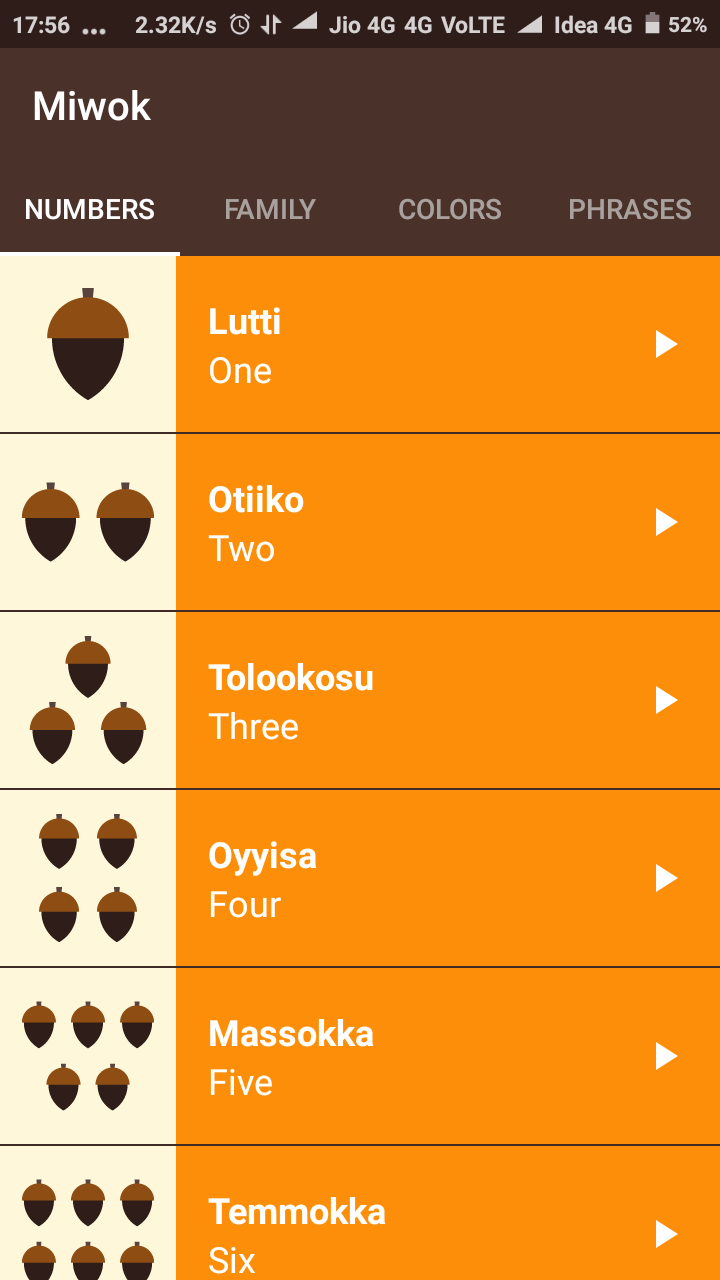 17:56 ... 2.32K/s Jio 4G 4G VoLTE Idea 4G 52%
Miwok
NUMBERS FAMILY COLORS PHRASES
Lutti
One
Otiiko
Two
Tolookosu
Three
Oyyisa
Four
Massokka
Five
Temmokka
Six